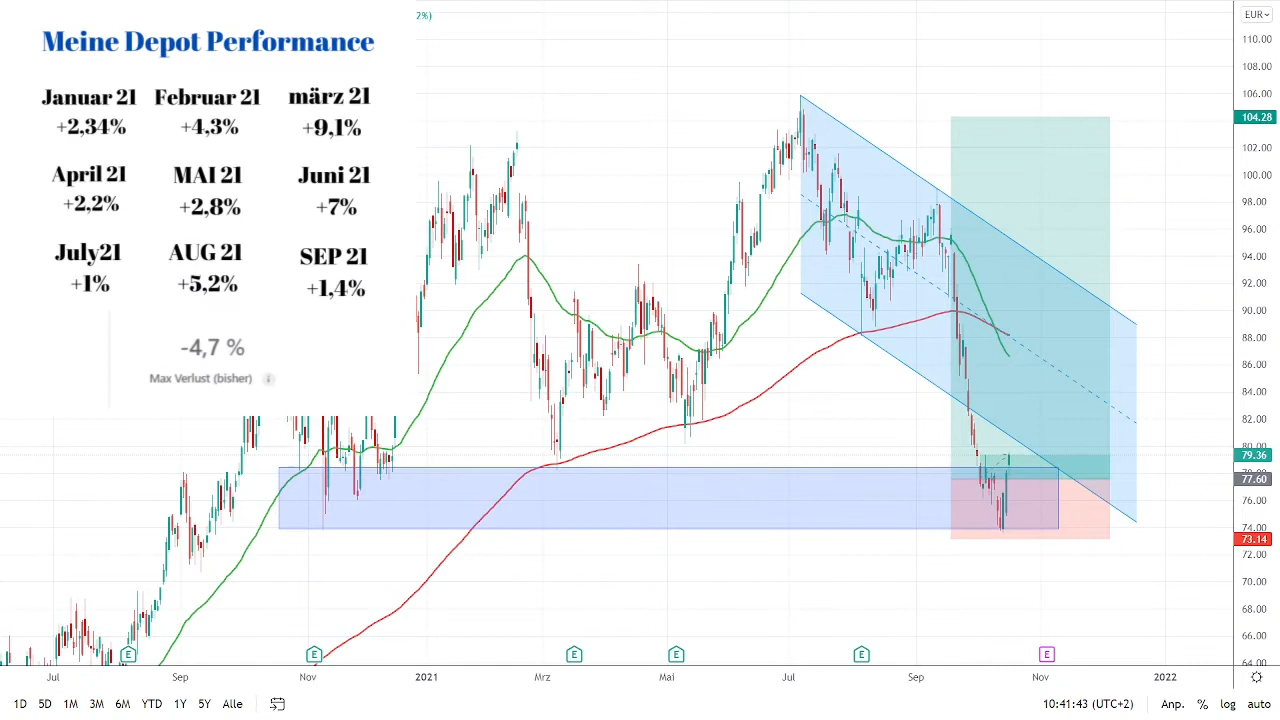 2%)
EUR
Meine Depot Performance
Januar 21 Februar 21 märz 21
+2,34% +4,3% +9,1%
April 21 MAI 21 Juni 21
+2,2% +2,8% +7%
July21 AUG 21 SEP 21
+1% +5,2% +1,4%
-4,7 %
Max Verlust (bisher) i
110.00
108.00
106.00
104.28
102.00
100.00
98.00
96.00
94.00
92.00
90.00
88.00
86.00
84.00
82.00
80.00
79.36
77.60
76.00
74.00
73.14
72.00
70.00
68.00
66.00
64.00
E E E E E E
Jul Sep Nov 2021 Mrz Mai Jul Sep Nov 2022
1D 5D 1M 3M 6M YTD 1Y 5Y Alle 10:41:43 (UTC+2) Anp. % log auto